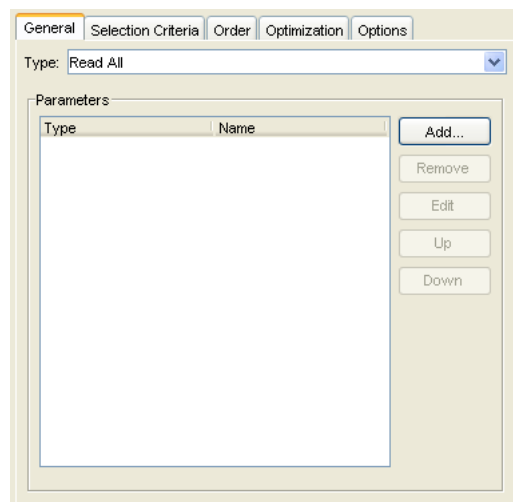 General Selection Criteria Order Optimization Options
Type: Read All
Parameters
Type Name
Add...
Remove
Edit
Up
Down